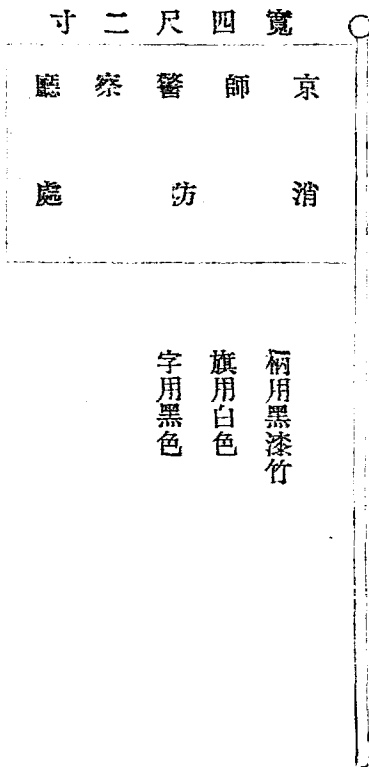 寬四尺二寸
京師警察廳
消防處
柄用黑漆竹
旗用白色
字用黑色